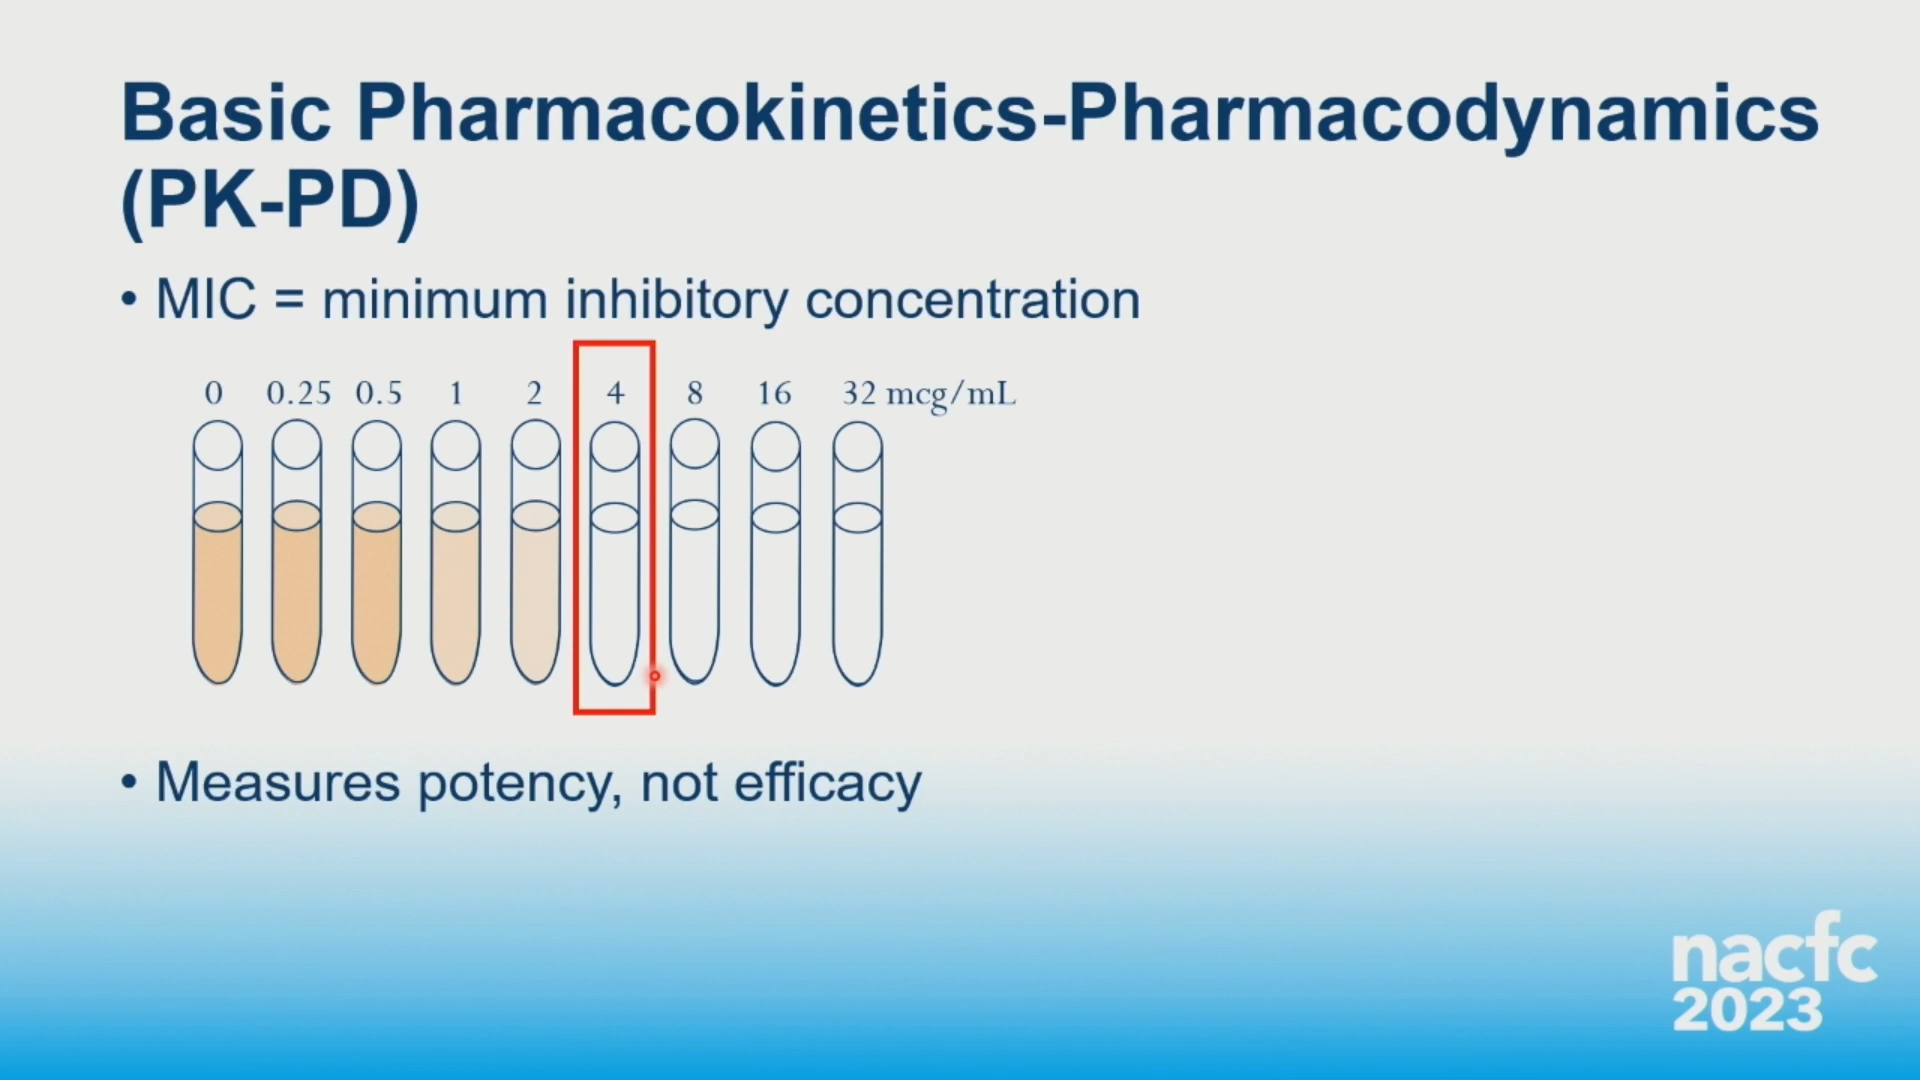 Basic Pharmacokinetics-Pharmacodynamics
(PK-PD)
• MIC = minimum inhibitory concentration
0 0.25 0.5 1 2 4 8 16 32 mcg/mL
• Measures potency, not efficacy
nacfc
2023